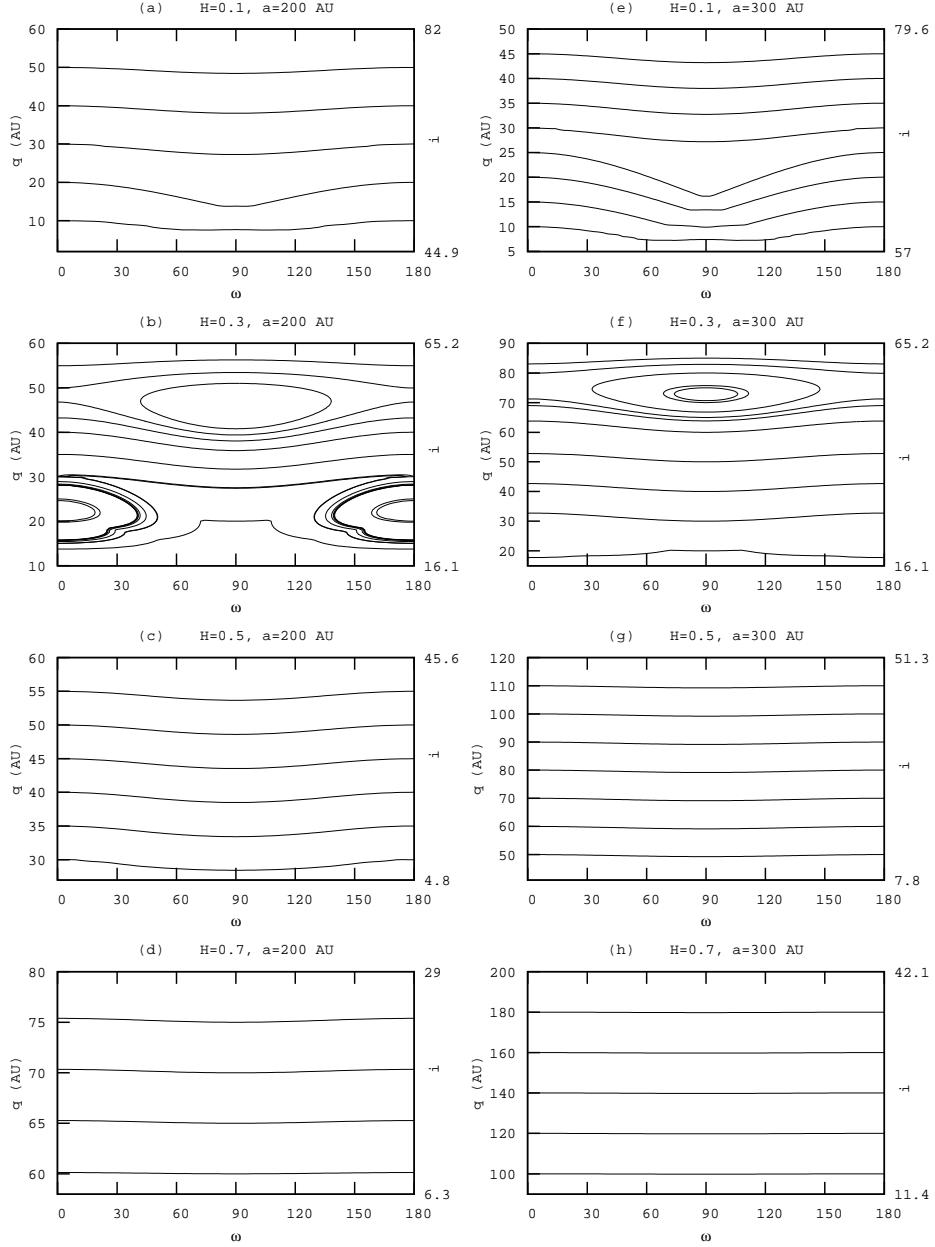 (a) H=0.1, a=200 AU
60
50
40
30
20
10
q (AU)
82
i
44.9
0 30 60 90 120 150 180
ω
(e) H=0.1, a=300 AU
50
45
40
35
30
25
20
15
10
5
q (AU)
79.6
i
57
0 30 60 90 120 150 180
ω
(b) H=0.3, a=200 AU
60
50
40
30
20
10
q (AU)
65.2
i
16.1
0 30 60 90 120 150 180
ω
(f) H=0.3, a=300 AU
90
80
70
60
50
40
30
20
q (AU)
65.2
i
16.1
0 30 60 90 120 150 180
ω
(c) H=0.5, a=200 AU
60
55
50
45
40
35
30
q (AU)
45.6
i
4.8
0 30 60 90 120 150 180
ω
(g) H=0.5, a=300 AU
120
110
100
90
80
70
60
50
q (AU)
51.3
i
7.8
0 30 60 90 120 150 180
ω
(d) H=0.7, a=200 AU
80
75
70
65
60
q (AU)
29
i
6.3
0 30 60 90 120 150 180
ω
(h) H=0.7, a=300 AU
200
180
160
140
120
100
q (AU)
42.1
i
11.4
0 30 60 90 120 150 180
ω